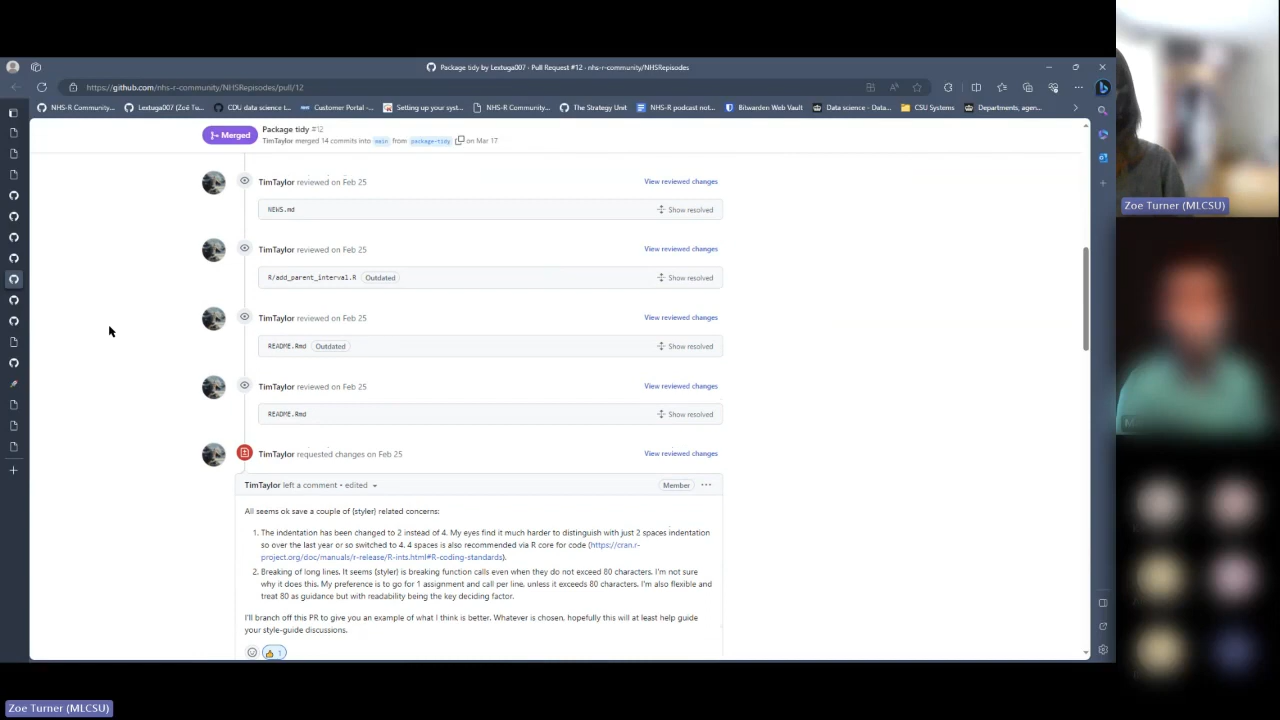 Package tidy by Lextuga007 · Pull Request #12 · nhs-r-community/NHSRepisodes
https://github.com/nhs-r-community/NHSRepisodes/pull/12
NHS-R Community... Lextuga007 (Zoë Tu... CDU data science t... Customer Portal -... Setting up your syst... NHS-R Community... The Strategy Unit NHS-R podcast not... Bitwarden Web Vault Data science - Data... CSU Systems Departments, agen...
Merged
Package tidy #12
TimTaylor merged 14 commits into main from package-tidy on Mar 17
TimTaylor reviewed on Feb 25 View reviewed changes
NEWS.md Show resolved
TimTaylor reviewed on Feb 25 View reviewed changes
R/add_parent_interval.R Outdated Show resolved
TimTaylor reviewed on Feb 25 View reviewed changes
README.Rmd Outdated Show resolved
TimTaylor reviewed on Feb 25 View reviewed changes
README.Rmd Show resolved
TimTaylor requested changes on Feb 25 View reviewed changes
TimTaylor left a comment • edited Member
All seems ok save a couple of {styler} related concerns:
1. The indentation has been changed to 2 instead of 4. My eyes find it much harder to distinguish with just 2 spaces indentation
so over the last year or so switched to 4. 4 spaces is also recommended via R core for code (https://cran.r-
project.org/doc/manuals/r-release/R-ints.html#R-coding-standards).
2. Breaking of long lines. It seems {styler} is breaking function calls even when they do not exceed 80 characters. I'm not sure
why it does this. My preference is to go for 1 assignment and call per line, unless it exceeds 80 characters. I'm also flexible and
treat 80 as guidance but with readability being the key deciding factor.
I'll branch off this PR to give you an example of what I think is better. Whatever is chosen, hopefully this will at least help guide
your style-guide discussions.
1
Zoe Turner (MLCSU)
Zoe Turner (MLCSU)